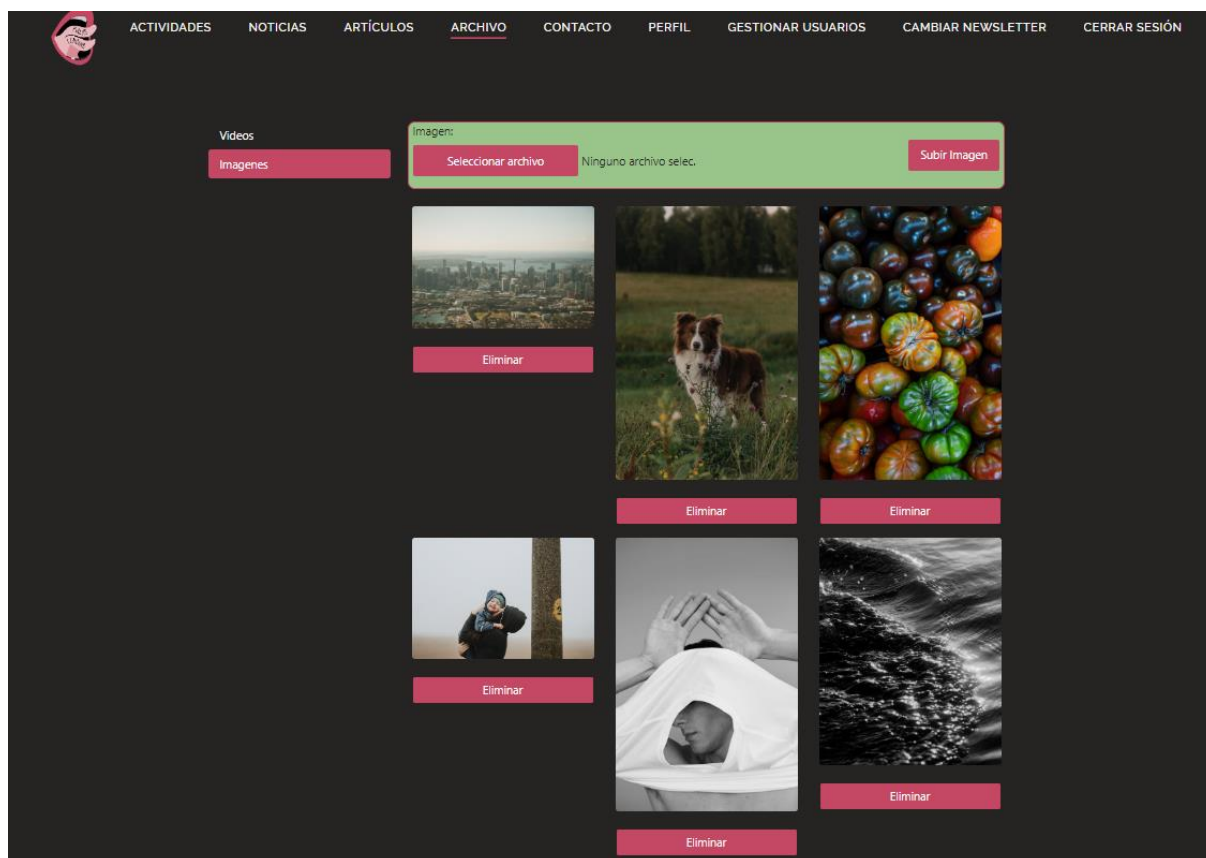 ACTIVIDADES NOTICIAS ARTÍCULOS ARCHIVO CONTACTO PERFIL GESTIONAR USUARIOS CAMBIAR NEWSLETTER CERRAR SESIÓN
Videos
Imagenes
Imagen:
Seleccionar archivo Ninguno archivo selec.
Subir Imagen
Eliminar
Eliminar
Eliminar
Eliminar
Eliminar
Eliminar